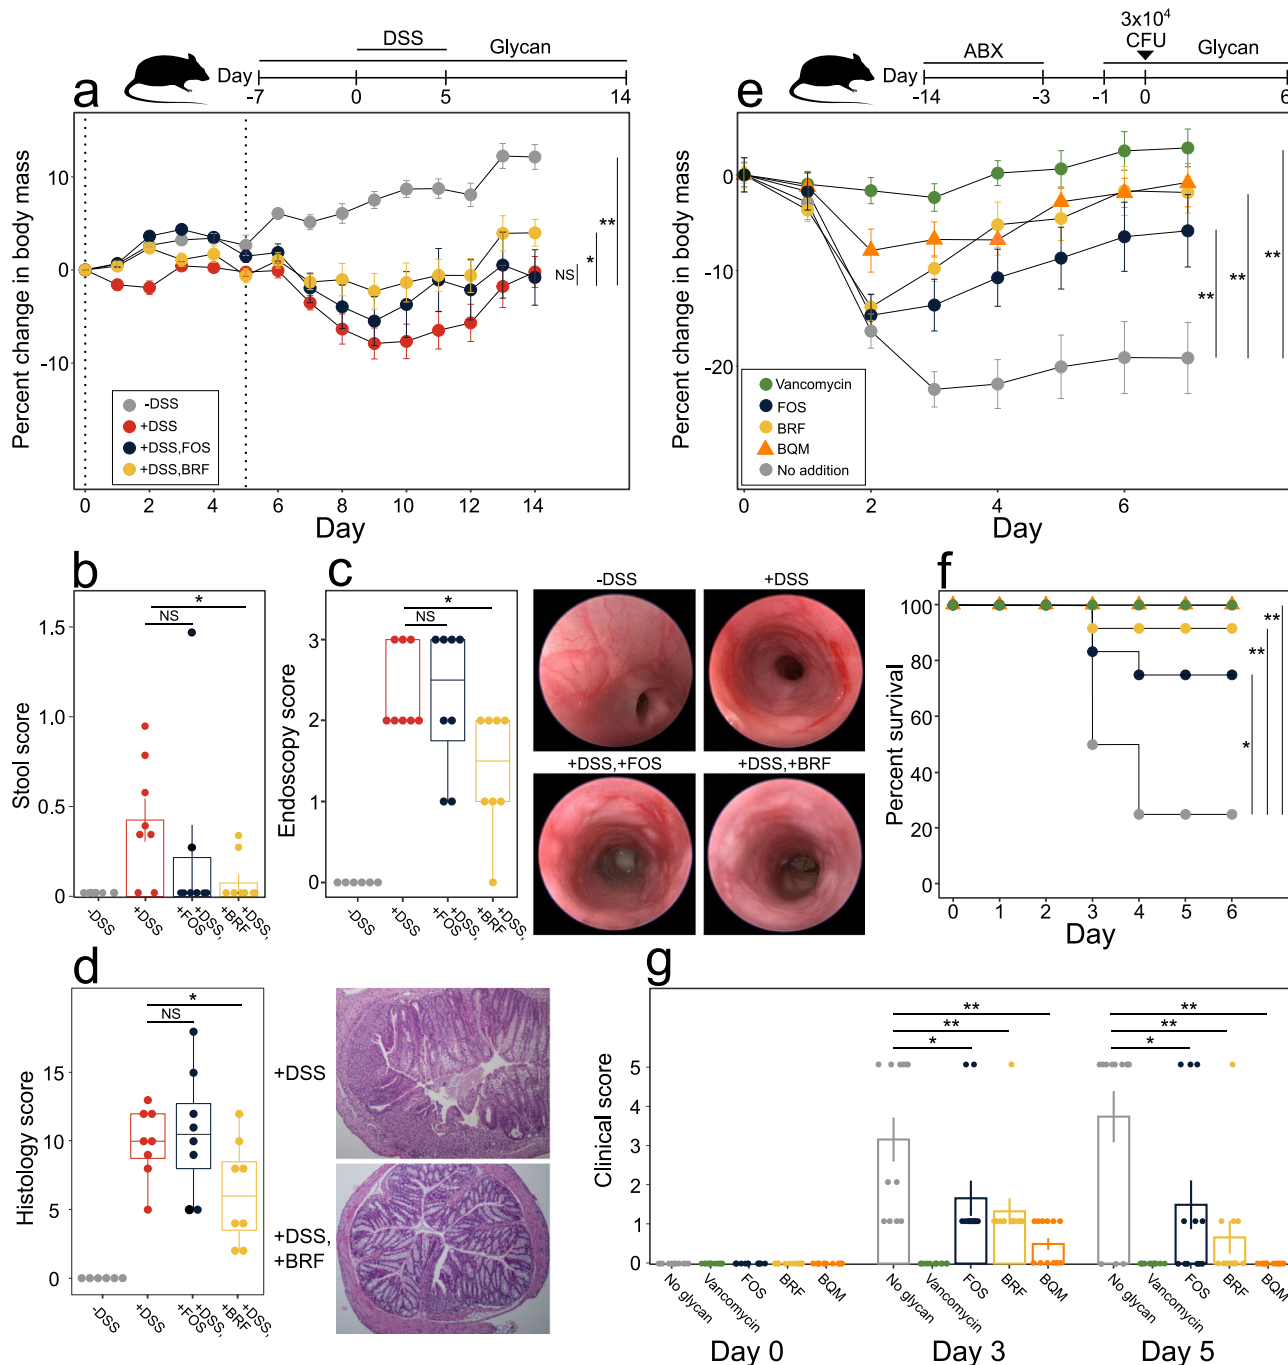 DSS
Glycan
Day
-7
0
5
14
a
Percent change in body mass
10
0
-10
**
*
NS
-DSS
+DSS
+DSS,FOS
+DSS,BRF
0
2
4
6
8
10
12
14
Day
3x10⁴
CFU
ABX
Glycan
Day
-14
-3
-1
0
6
e
Percent change in body mass
0
-10
-20
**
**
**
Vancomycin
FOS
BRF
BQM
No addition
0
2
4
6
Day
b
Stool score
1.5
1.0
0.5
0
*
NS
-DSS
+DSS
+DSS,
+FOS
+DSS,
+BRF
c
Endoscopy score
3
2
1
0
*
NS
-DSS
+DSS
+DSS,
+FOS
+DSS,
+BRF
-DSS
+DSS
+DSS,+FOS
+DSS,+BRF
f
Percent survival
100
80
60
40
20
0
**
**
*
0
1
2
3
4
5
6
Day
d
Histology score
15
10
5
0
*
NS
-DSS
+DSS
+DSS,
+FOS
+DSS,
+BRF
+DSS
+DSS,
+BRF
g
Clinical score
5
4
3
2
1
0
**
**
*
**
**
*
No glycan
Vancomycin
FOS
BRF
BQM
No glycan
Vancomycin
FOS
BRF
BQM
No glycan
Vancomycin
FOS
BRF
BQM
Day 0
Day 3
Day 5